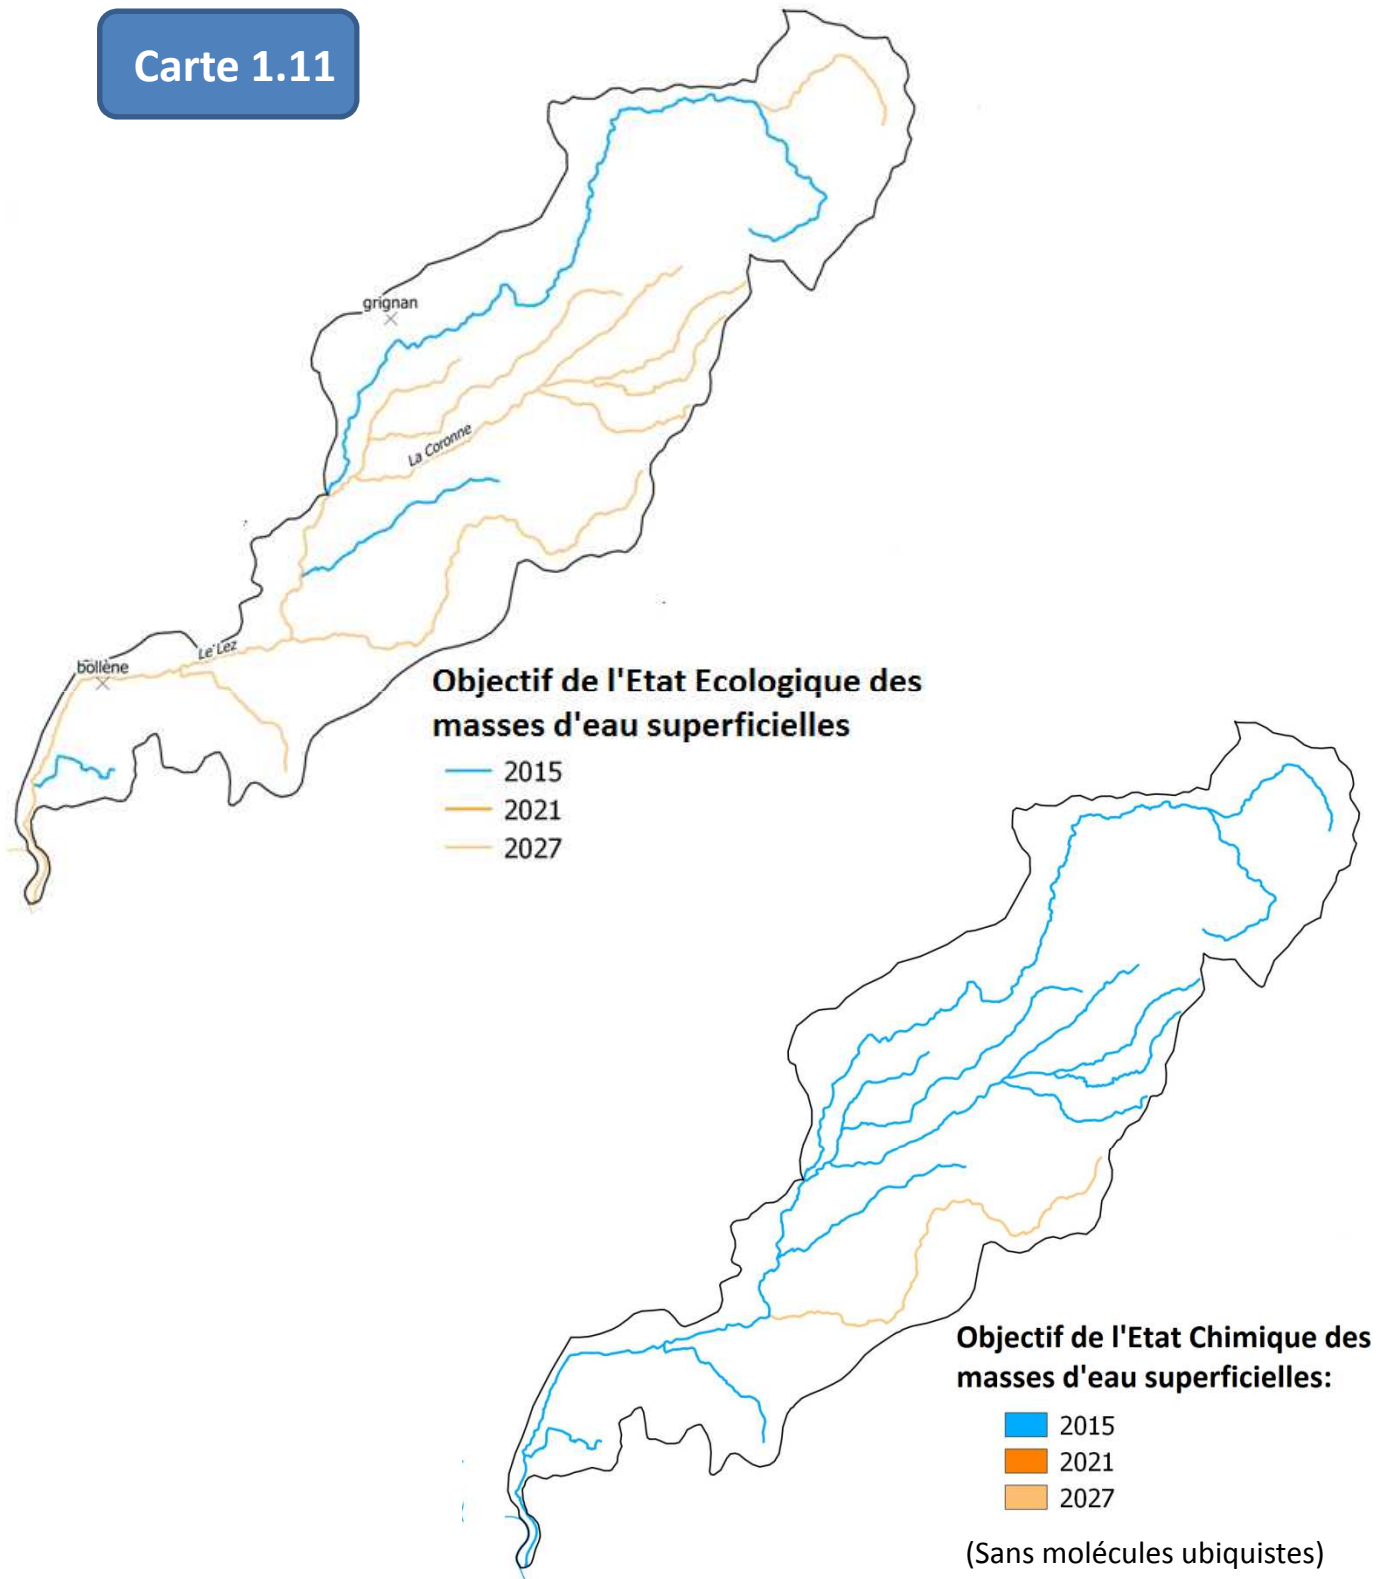 Carte 1.11
grignan
La Coronne
Le Lez
bollène
Objectif de l'Etat Ecologique des
masses d'eau superficielles
2015
2021
2027
Objectif de l'Etat Chimique des
masses d'eau superficielles:
2015
2021
2027
(Sans molécules ubiquistes)